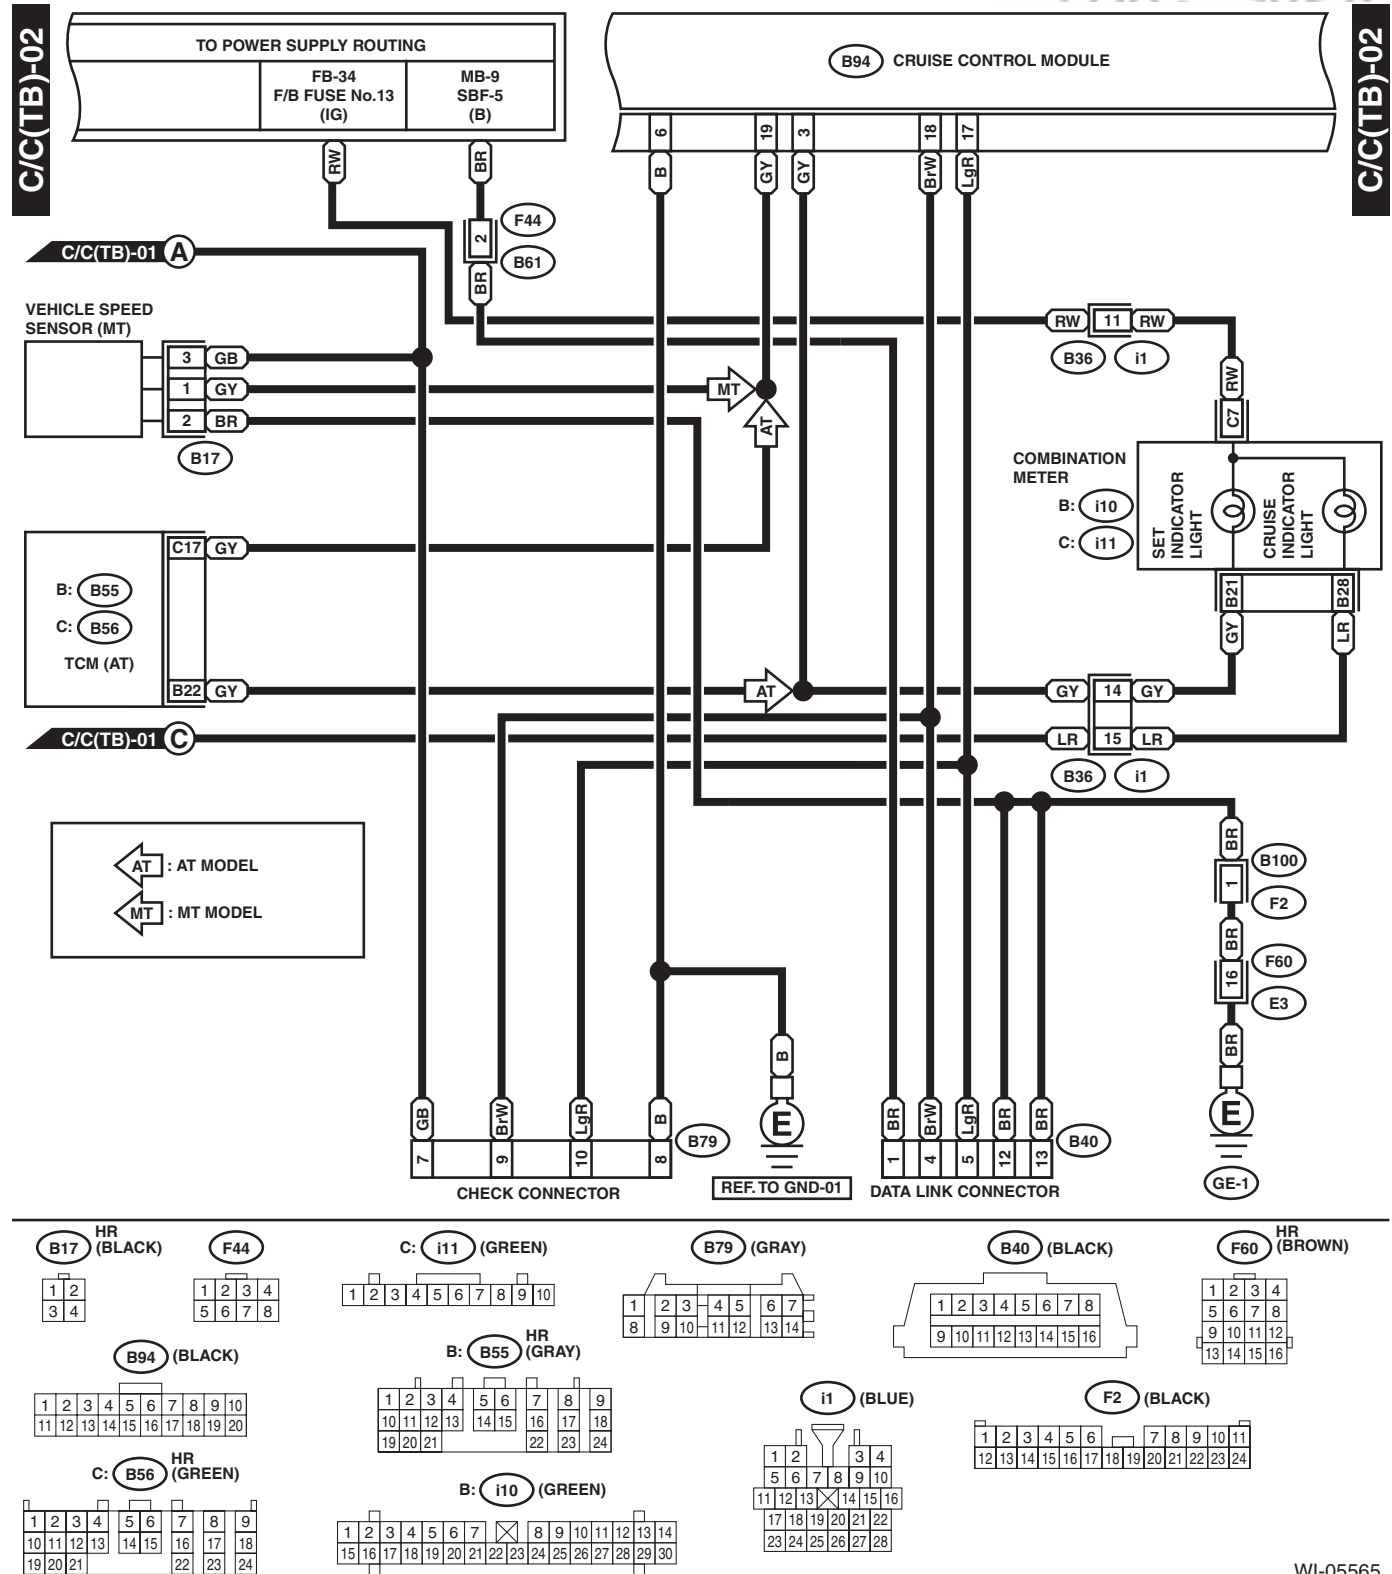 C/C(TB)-02
TO POWER SUPPLY ROUTING
FB-34
F/B FUSE No.13
(IG)
MB-9
SBF-5
(B)
B94 CRUISE CONTROL MODULE
C/C(TB)-02
6 19 3 18 17
RW BR B GY GY BrW LgR
2
F44
B61
BR
C/C(TB)-01 A
VEHICLE SPEED
SENSOR (MT)
3 GB
1 GY
2 BR
B17
MT
AT
RW 11 RW
B36 i1
RW
C7
COMBINATION
METER
B: i10
C: i11
SET
INDICATOR
LIGHT
CRUISE
INDICATOR
LIGHT
B21 B28
GY LR
C17 GY
B: B55
C: B56
TCM (AT)
B22 GY
AT
GY 14 GY
C/C(TB)-01 C
LR 15 LR
B36 i1
AT : AT MODEL
MT : MT MODEL
BR
B100
1
F2
BR
F60
16
E3
BR
E
GE-1
B
E
REF. TO GND-01
GB BrW LgR B
B79
7 9 10 8
CHECK CONNECTOR
BR BrW LgR BR BR
B40
1 4 5 12 13
DATA LINK CONNECTOR
B17 HR
(BLACK)
1 2
3 4
F44
1 2 3 4
5 6 7 8
C: i11 (GREEN)
1 2 3 4 5 6 7 8 9 10
B79 (GRAY)
1 2 3 4 5 6 7
8 9 10 11 12 13 14
B40 (BLACK)
1 2 3 4 5 6 7 8
9 10 11 12 13 14 15 16
F60 HR
(BROWN)
1 2 3 4
5 6 7 8
9 10 11 12
13 14 15 16
B94 (BLACK)
1 2 3 4 5 6 7 8 9 10
11 12 13 14 15 16 17 18 19 20
B: B55 HR
(GRAY)
1 2 3 4 5 6 7 8 9
10 11 12 13 14 15 16 17 18
19 20 21 22 23 24
i1 (BLUE)
1 2 3 4
5 6 7 8 9 10
11 12 13 14 15 16
17 18 19 20 21 22
23 24 25 26 27 28
F2 (BLACK)
1 2 3 4 5 6 7 8 9 10 11
12 13 14 15 16 17 18 19 20 21 22 23 24
C: B56 HR
(GREEN)
1 2 3 4 5 6 7 8 9
10 11 12 13 14 15 16 17 18
19 20 21 22 23 24
B: i10 (GREEN)
1 2 3 4 5 6 7 8 9 10 11 12 13 14
15 16 17 18 19 20 21 22 23 24 25 26 27 28 29 30
WI-05565